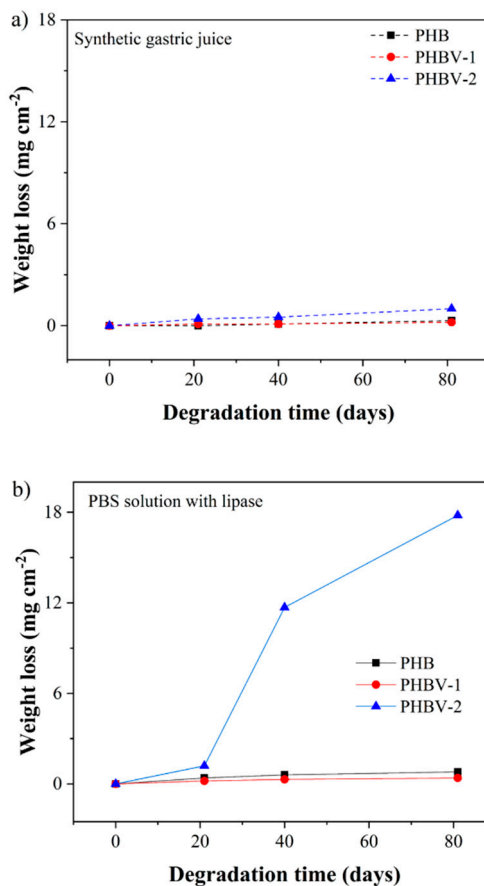 a)
Synthetic gastric juice
PHB
PHBV-1
PHBV-2
18
12
6
0
Weight loss (mg cm⁻²)
0 20 40 60 80
Degradation time (days)
b)
PBS solution with lipase
PHB
PHBV-1
PHBV-2
18
12
6
0
Weight loss (mg cm⁻²)
0 20 40 60 80
Degradation time (days)